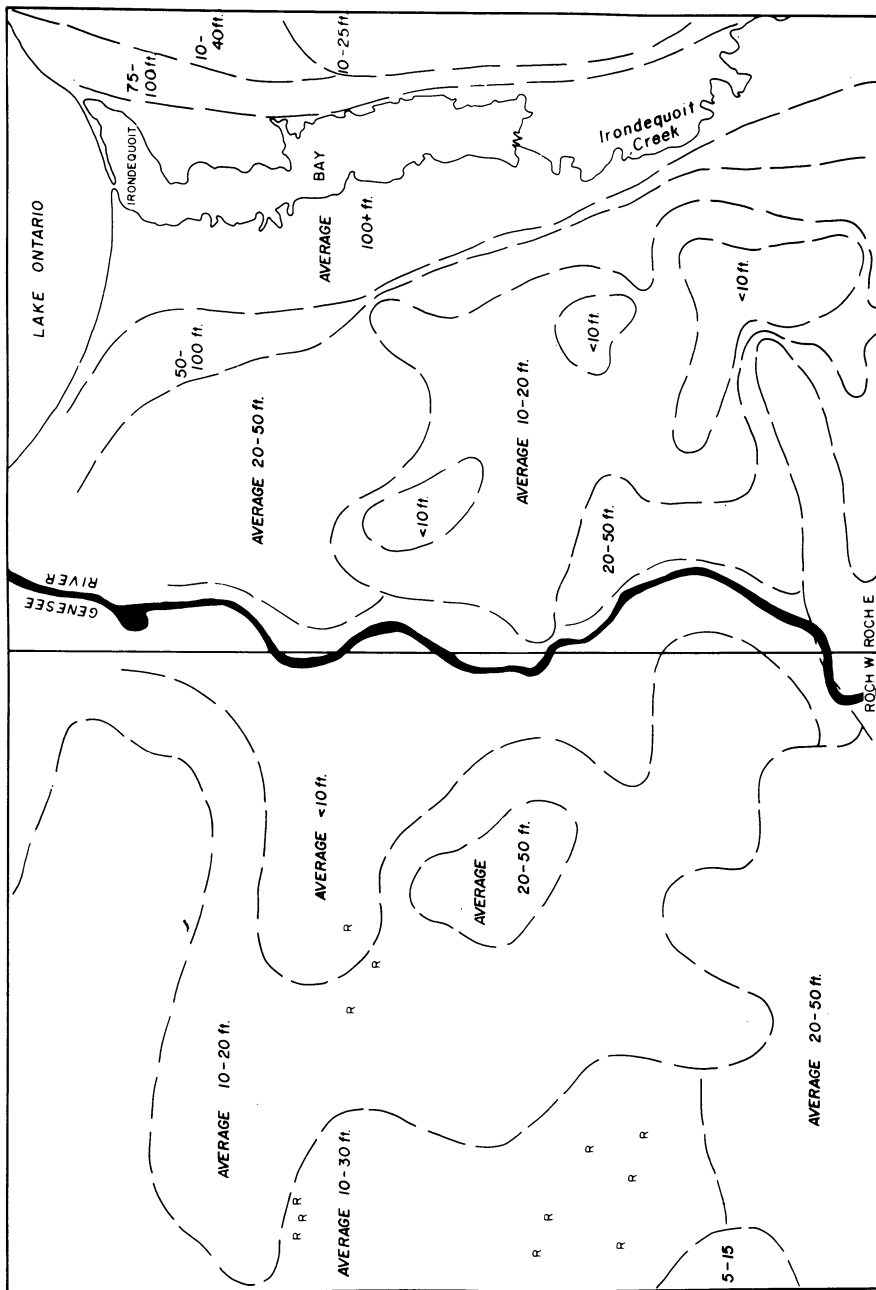 LAKE ONTARIO
IRONDEQUOIT
BAY
75-
100 ft.
10-
40 ft.
10-25 ft.
Irondequoit
Creek
AVERAGE
100+ ft.
50-
100 ft.
AVERAGE 20-50 ft.
<10 ft.
AVERAGE 10-20 ft.
<10 ft.
<10 ft.
20-50 ft.
GENESEE
RIVER
ROCH W
ROCH E
AVERAGE <10 ft.
AVERAGE
20-50 ft.
R
R
R
AVERAGE 10-20 ft.
AVERAGE 10-30 ft.
R
R
R
R
R
R
R
R
R
AVERAGE 20-50 ft.
5-15